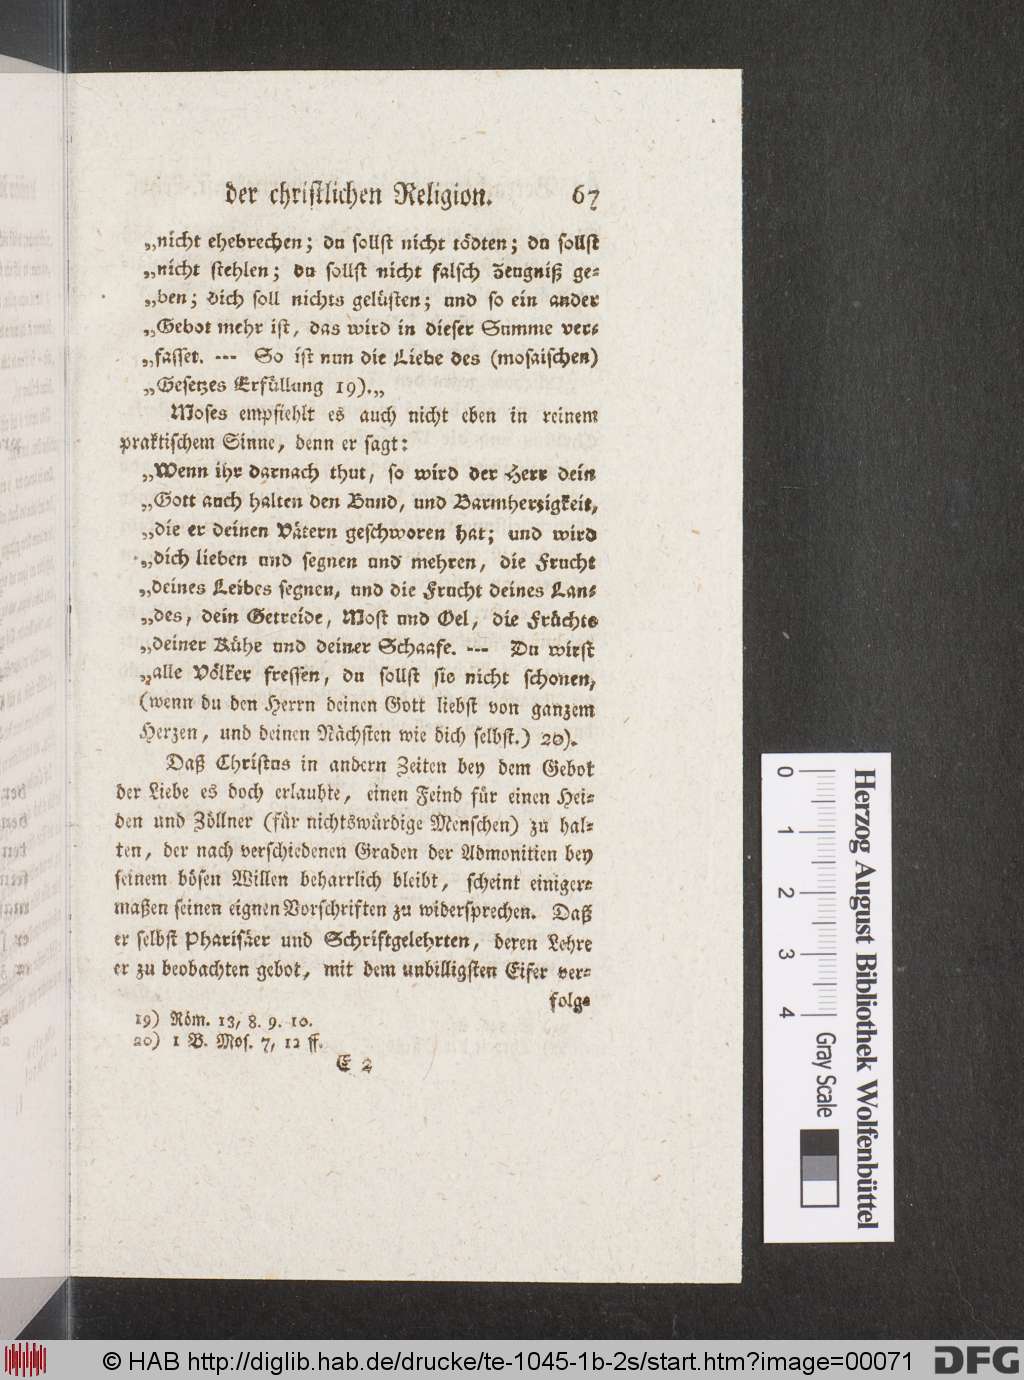 der christlichen Religion. 67
„nicht ehebrechen; du sollst nicht tödten; du sollst
„nicht stehlen; du sollst nicht falsch Zeugniß ge-
„ben; dich soll nichts gelüsten; und so ein ander
„Gebot mehr ist, das wird in dieser Summe ver-
„fasset. --- So ist nun die Liebe des (mosaischen)
„Gesetzes Erfüllung 19).„
Moses empfiehlt es auch nicht eben in reinem
praktischem Sinne, denn er sagt:
„Wenn ihr darnach thut, so wird der Herr dein
„Gott auch halten den Bund, und Barmherzigkeit,
„die er deinen Vätern geschworen hat; und wird
„dich lieben und segnen und mehren, die Frucht
„deines Leibes segnen, und die Frucht deines Lan-
„des, dein Getreide, Most und Oel, die Früchte
„deiner Kühe und deiner Schaafe. --- Du wirst
„alle Völker fressen, du sollst sie nicht schonen,
(wenn du den Herrn deinen Gott liebst von ganzem
Herzen, und deinen Nächsten wie dich selbst.) 20).
Daß Christus in andern Zeiten bey dem Gebot
der Liebe es doch erlaubte, einen Feind für einen Hei-
den und Zöllner (für nichtswürdige Menschen) zu hal-
ten, der nach verschiedenen Graden der Admonitien bey
seinem bösen Willen beharrlich bleibt, scheint einiger-
maßen seinen eignen Vorschriften zu widersprechen. Daß
er selbst Pharisäer und Schriftgelehrten, deren Lehre
er zu beobachten gebot, mit dem unbilligsten Eifer ver-
folge
19) Röm. 13, 8. 9. 10.
20) 1 B. Mos. 7, 12 ff.
E 2
Herzog August Bibliothek Wolfenbüttel
0 1 2 3 4 Gray Scale
© HAB http://diglib.hab.de/drucke/te-1045-1b-2s/start.htm?image=00071
DFG